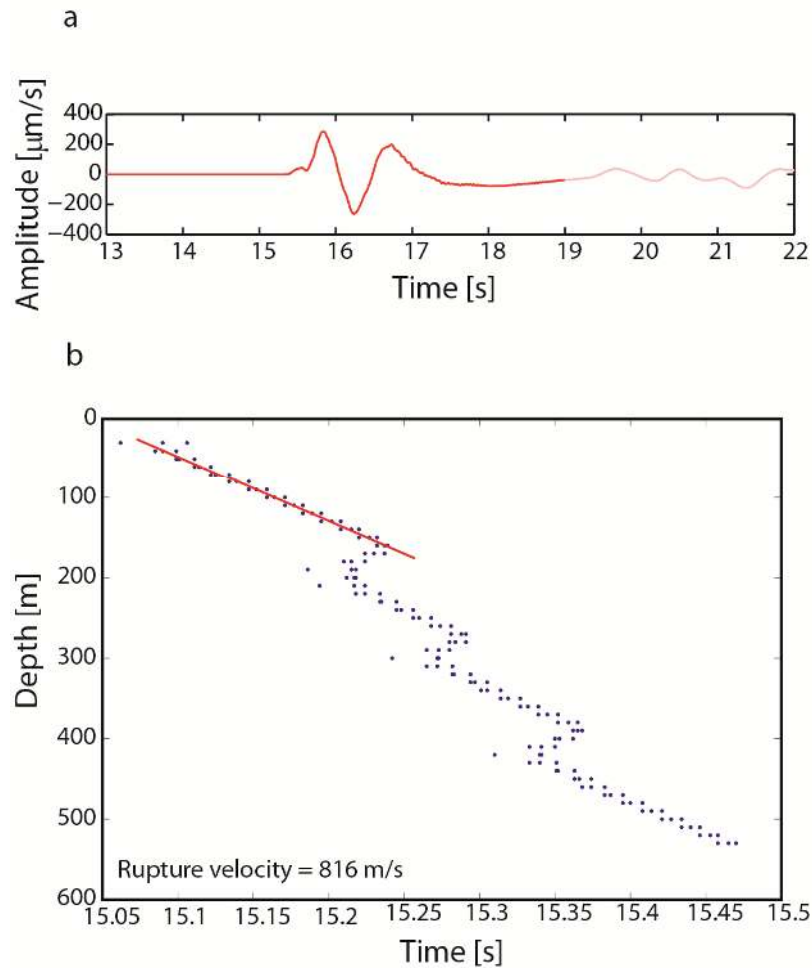 a
400
200
0
−200
−400
Amplitude [µm/s]
13 14 15 16 17 18 19 20 21 22
Time [s]
b
0
100
200
300
400
500
600
Depth [m]
Rupture velocity = 816 m/s
15.05 15.1 15.15 15.2 15.25 15.3 15.35 15.4 15.45 15.5
Time [s]